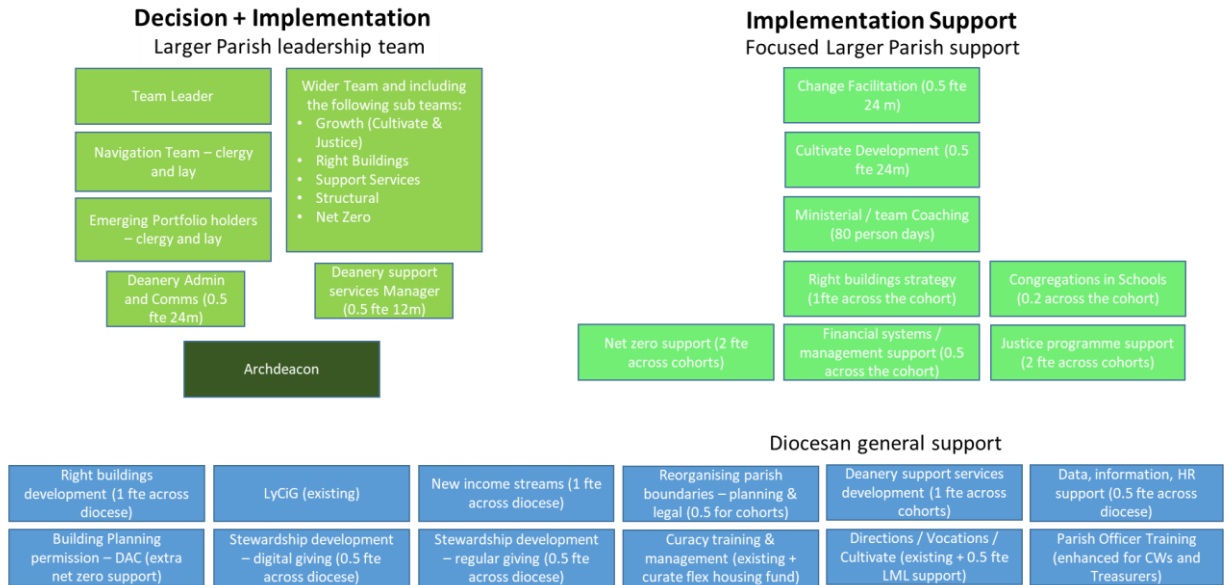 Decision + Implementation
Larger Parish leadership team
Team Leader
Navigation Team – clergy
and lay
Emerging Portfolio holders
– clergy and lay
Wider Team and including
the following sub teams:
• Growth (Cultivate &
Justice)
• Right Buildings
• Support Services
• Structural
• Net Zero
Deanery Admin
and Comms (0.5
fte 24m)
Deanery support
services Manager
(0.5 fte 12m)
Archdeacon
Implementation Support
Focused Larger Parish support
Change Facilitation (0.5 fte
24 m)
Cultivate Development (0.5
fte 24m)
Ministerial / team Coaching
(80 person days)
Right buildings strategy
(1fte across the cohort)
Congregations in Schools
(0.2 across the cohort)
Net zero support (2 fte
across cohorts)
Financial systems /
management support (0.5
across the cohort)
Justice programme support
(2 fte across cohorts)
Diocesan general support
Right buildings
development (1 fte across
diocese)
LyCiG (existing)
New income streams (1 fte
across diocese)
Reorganising parish
boundaries – planning &
legal (0.5 for cohorts)
Deanery support services
development (1 fte across
cohorts)
Data, information, HR
support (0.5 fte across
diocese)
Building Planning
permission – DAC (extra
net zero support)
Stewardship development
– digital giving (0.5 fte
across diocese)
Stewardship development
– regular giving (0.5 fte
across diocese)
Curacy training &
management (existing +
curate flex housing fund)
Directions / Vocations /
Cultivate (existing + 0.5 fte
LML support)
Parish Officer Training
(enhanced for CWs and
Treasurers)